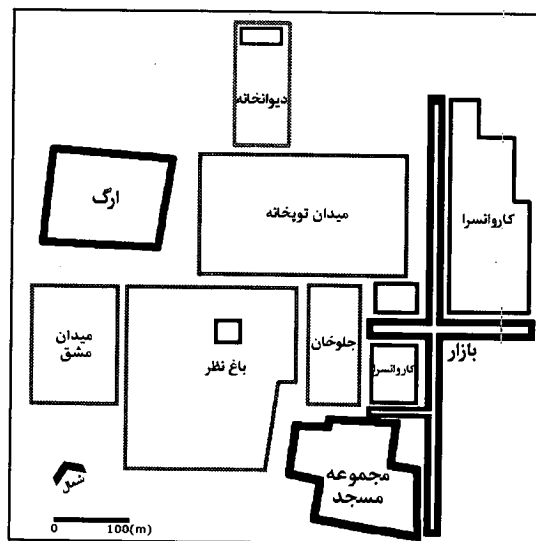 دیوانخانه
ارگ
میدان توپخانه
کاروانسرا
میدان
مشق
باغ نظر
جلوخان
بازار
کاروانسرا
مجموعه
مسجد
شمال
0 100(m)